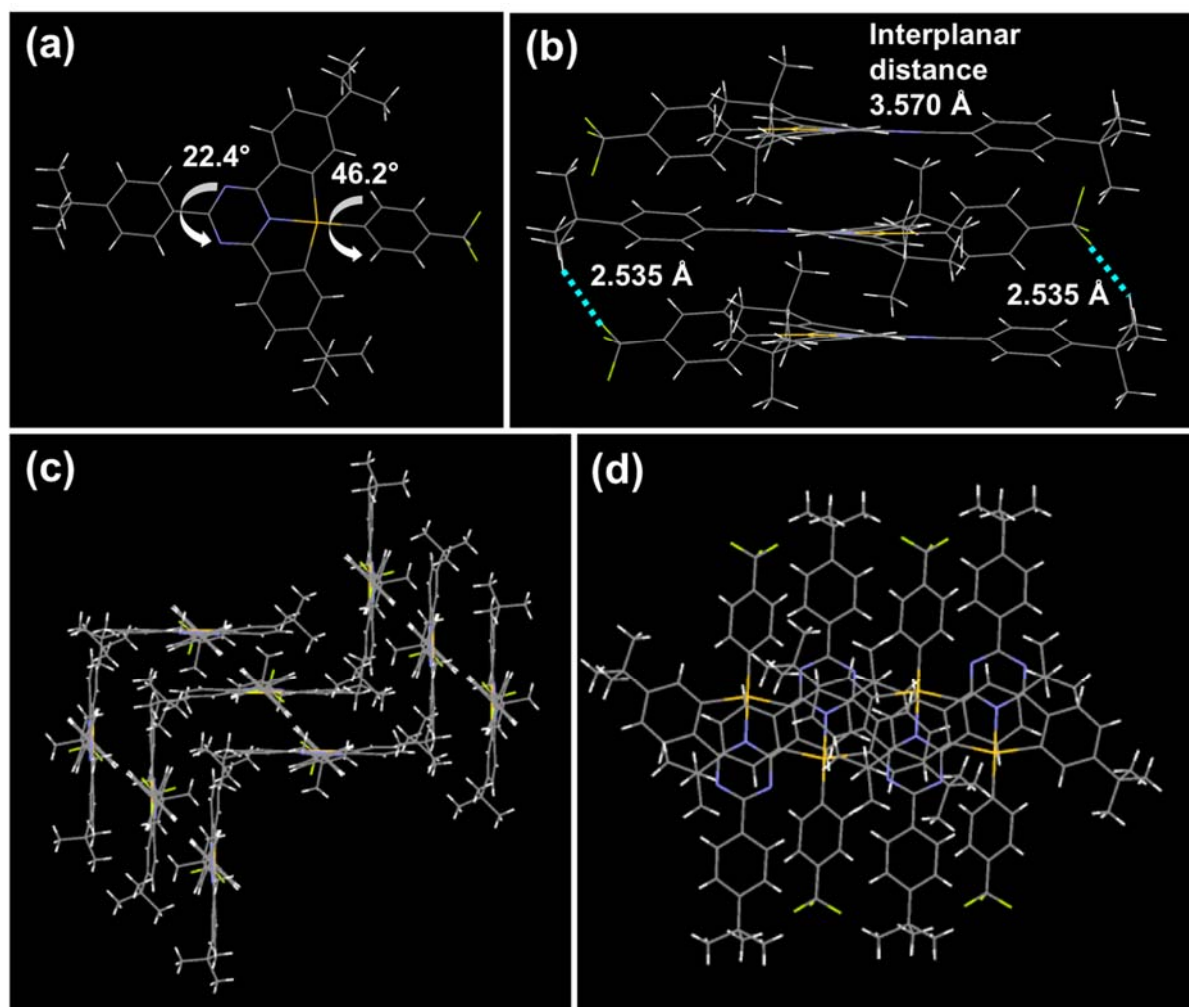 (a)
22.4°
46.2°
(b)
Interplanar
distance
3.570 Å
2.535 Å
2.535 Å
(c)
(d)